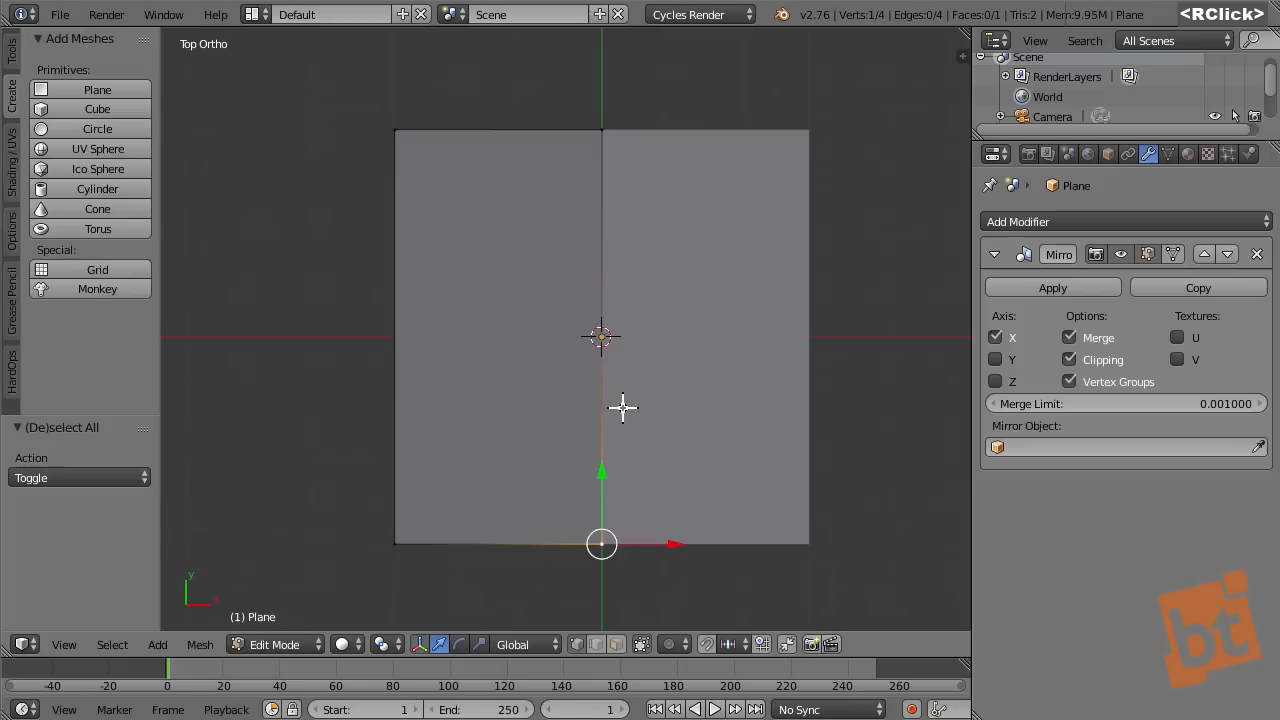 File Render Window Help Default Scene Cycles Render v2.76 | Verts:1/4 | Edges:0/4 | Faces:0/1 | Tris:2 | Mem:9.95M | Plane <RClick>
Add Meshes
Primitives:
Plane
Cube
Circle
UV Sphere
Ico Sphere
Cylinder
Cone
Torus
Special:
Grid
Monkey
Tools
Create
Shading / UVs
Options
Grease Pencil
HardOps
(De)select All
Action
Toggle
Top Ortho
y
x
(1) Plane
View Select Add Mesh Edit Mode Global
-40 -20 0 20 40 60 80 100 120 140 160 180 200 220 240 260
View Marker Frame Playback Start: 1 End: 250 1 No Sync
View Search All Scenes
Scene
RenderLayers
World
Camera
Plane
Add Modifier
Mirro
Apply Copy
Axis: Options: Textures:
X Merge U
Y Clipping V
Z Vertex Groups
Merge Limit: 0.001000
Mirror Object:
bt